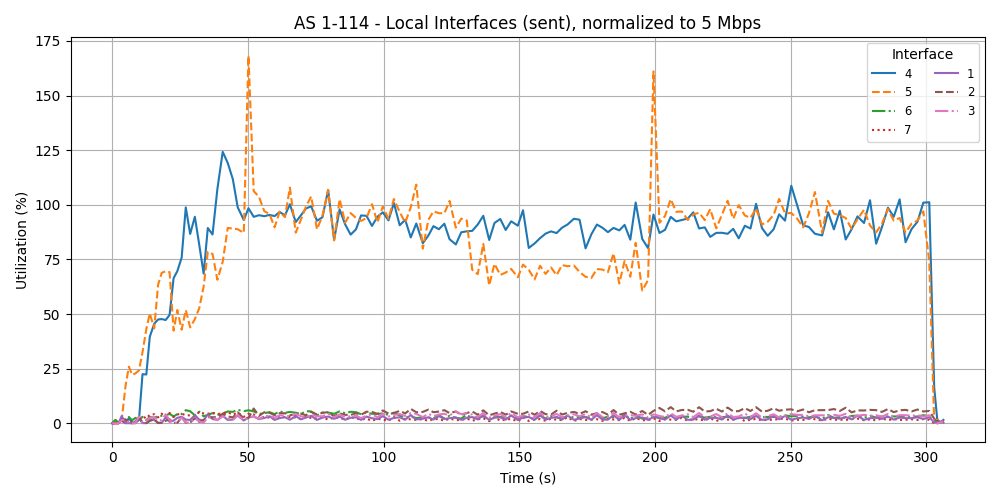 AS 1-114 - Local Interfaces (sent), normalized to 5 Mbps
Utilization (%)
175
150
125
100
75
50
25
0
Interface
4 1
5 2
6 3
7
0 50 100 150 200 250 300
Time (s)